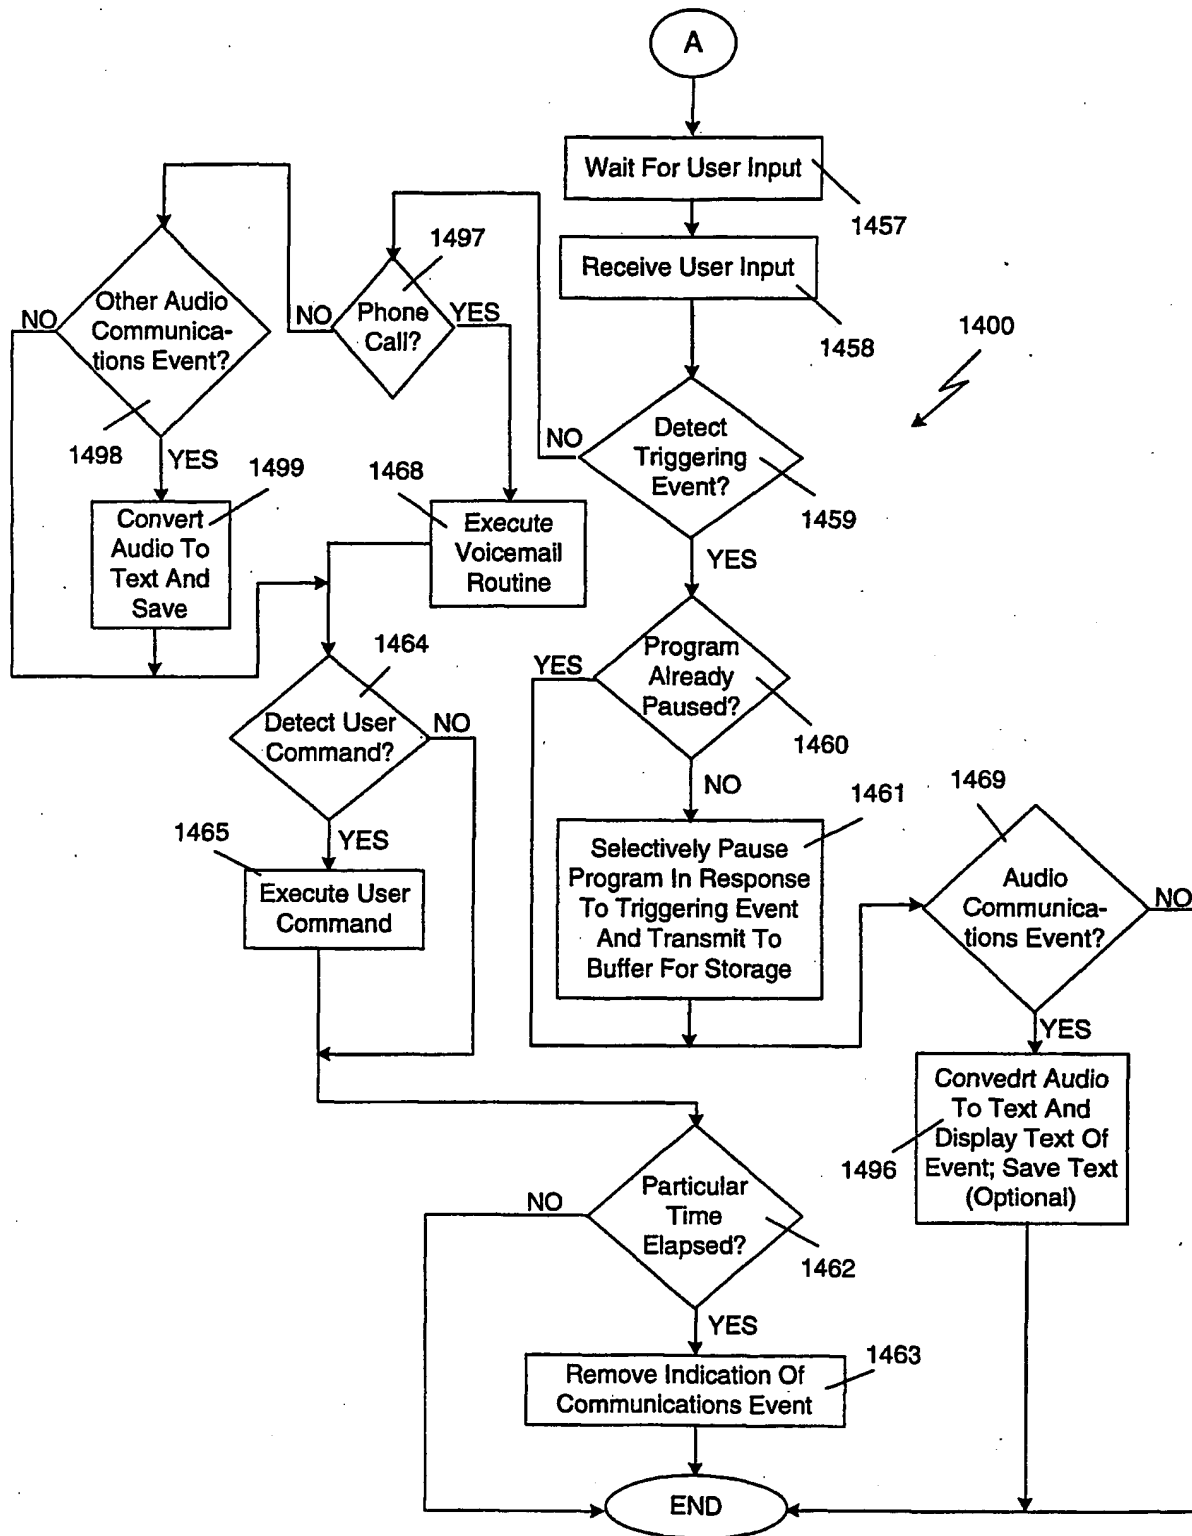 A
Wait For User Input
1457
Receive User Input
1458
1400
Detect
Triggering
Event?
1459
NO
YES
1497
Phone
Call?
NO
YES
Other Audio
Communica-
tions Event?
NO
1498
YES
1499
Convert
Audio To
Text And
Save
1468
Execute
Voicemail
Routine
1464
Detect User
Command?
NO
YES
1465
Execute User
Command
Program
Already
Paused?
YES
1460
NO
1461
Selectively Pause
Program In Response
To Triggering Event
And Transmit To
Buffer For Storage
1469
Audio
Communica-
tions Event?
NO
YES
Convedrt Audio
To Text And
Display Text Of
Event; Save Text
(Optional)
1496
Particular
Time
Elapsed?
NO
1462
YES
1463
Remove Indication Of
Communications Event
END